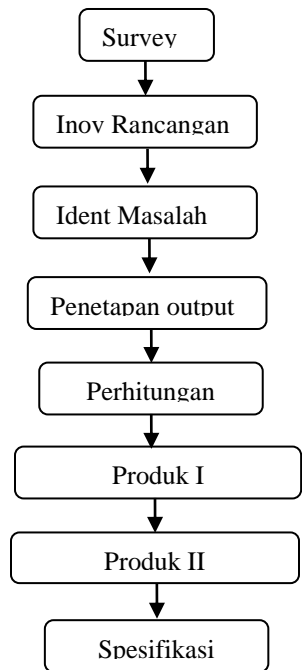 Survey
Inov Rancangan
Ident Masalah
Penetapan output
Perhitungan
Produk I
Produk II
Spesifikasi